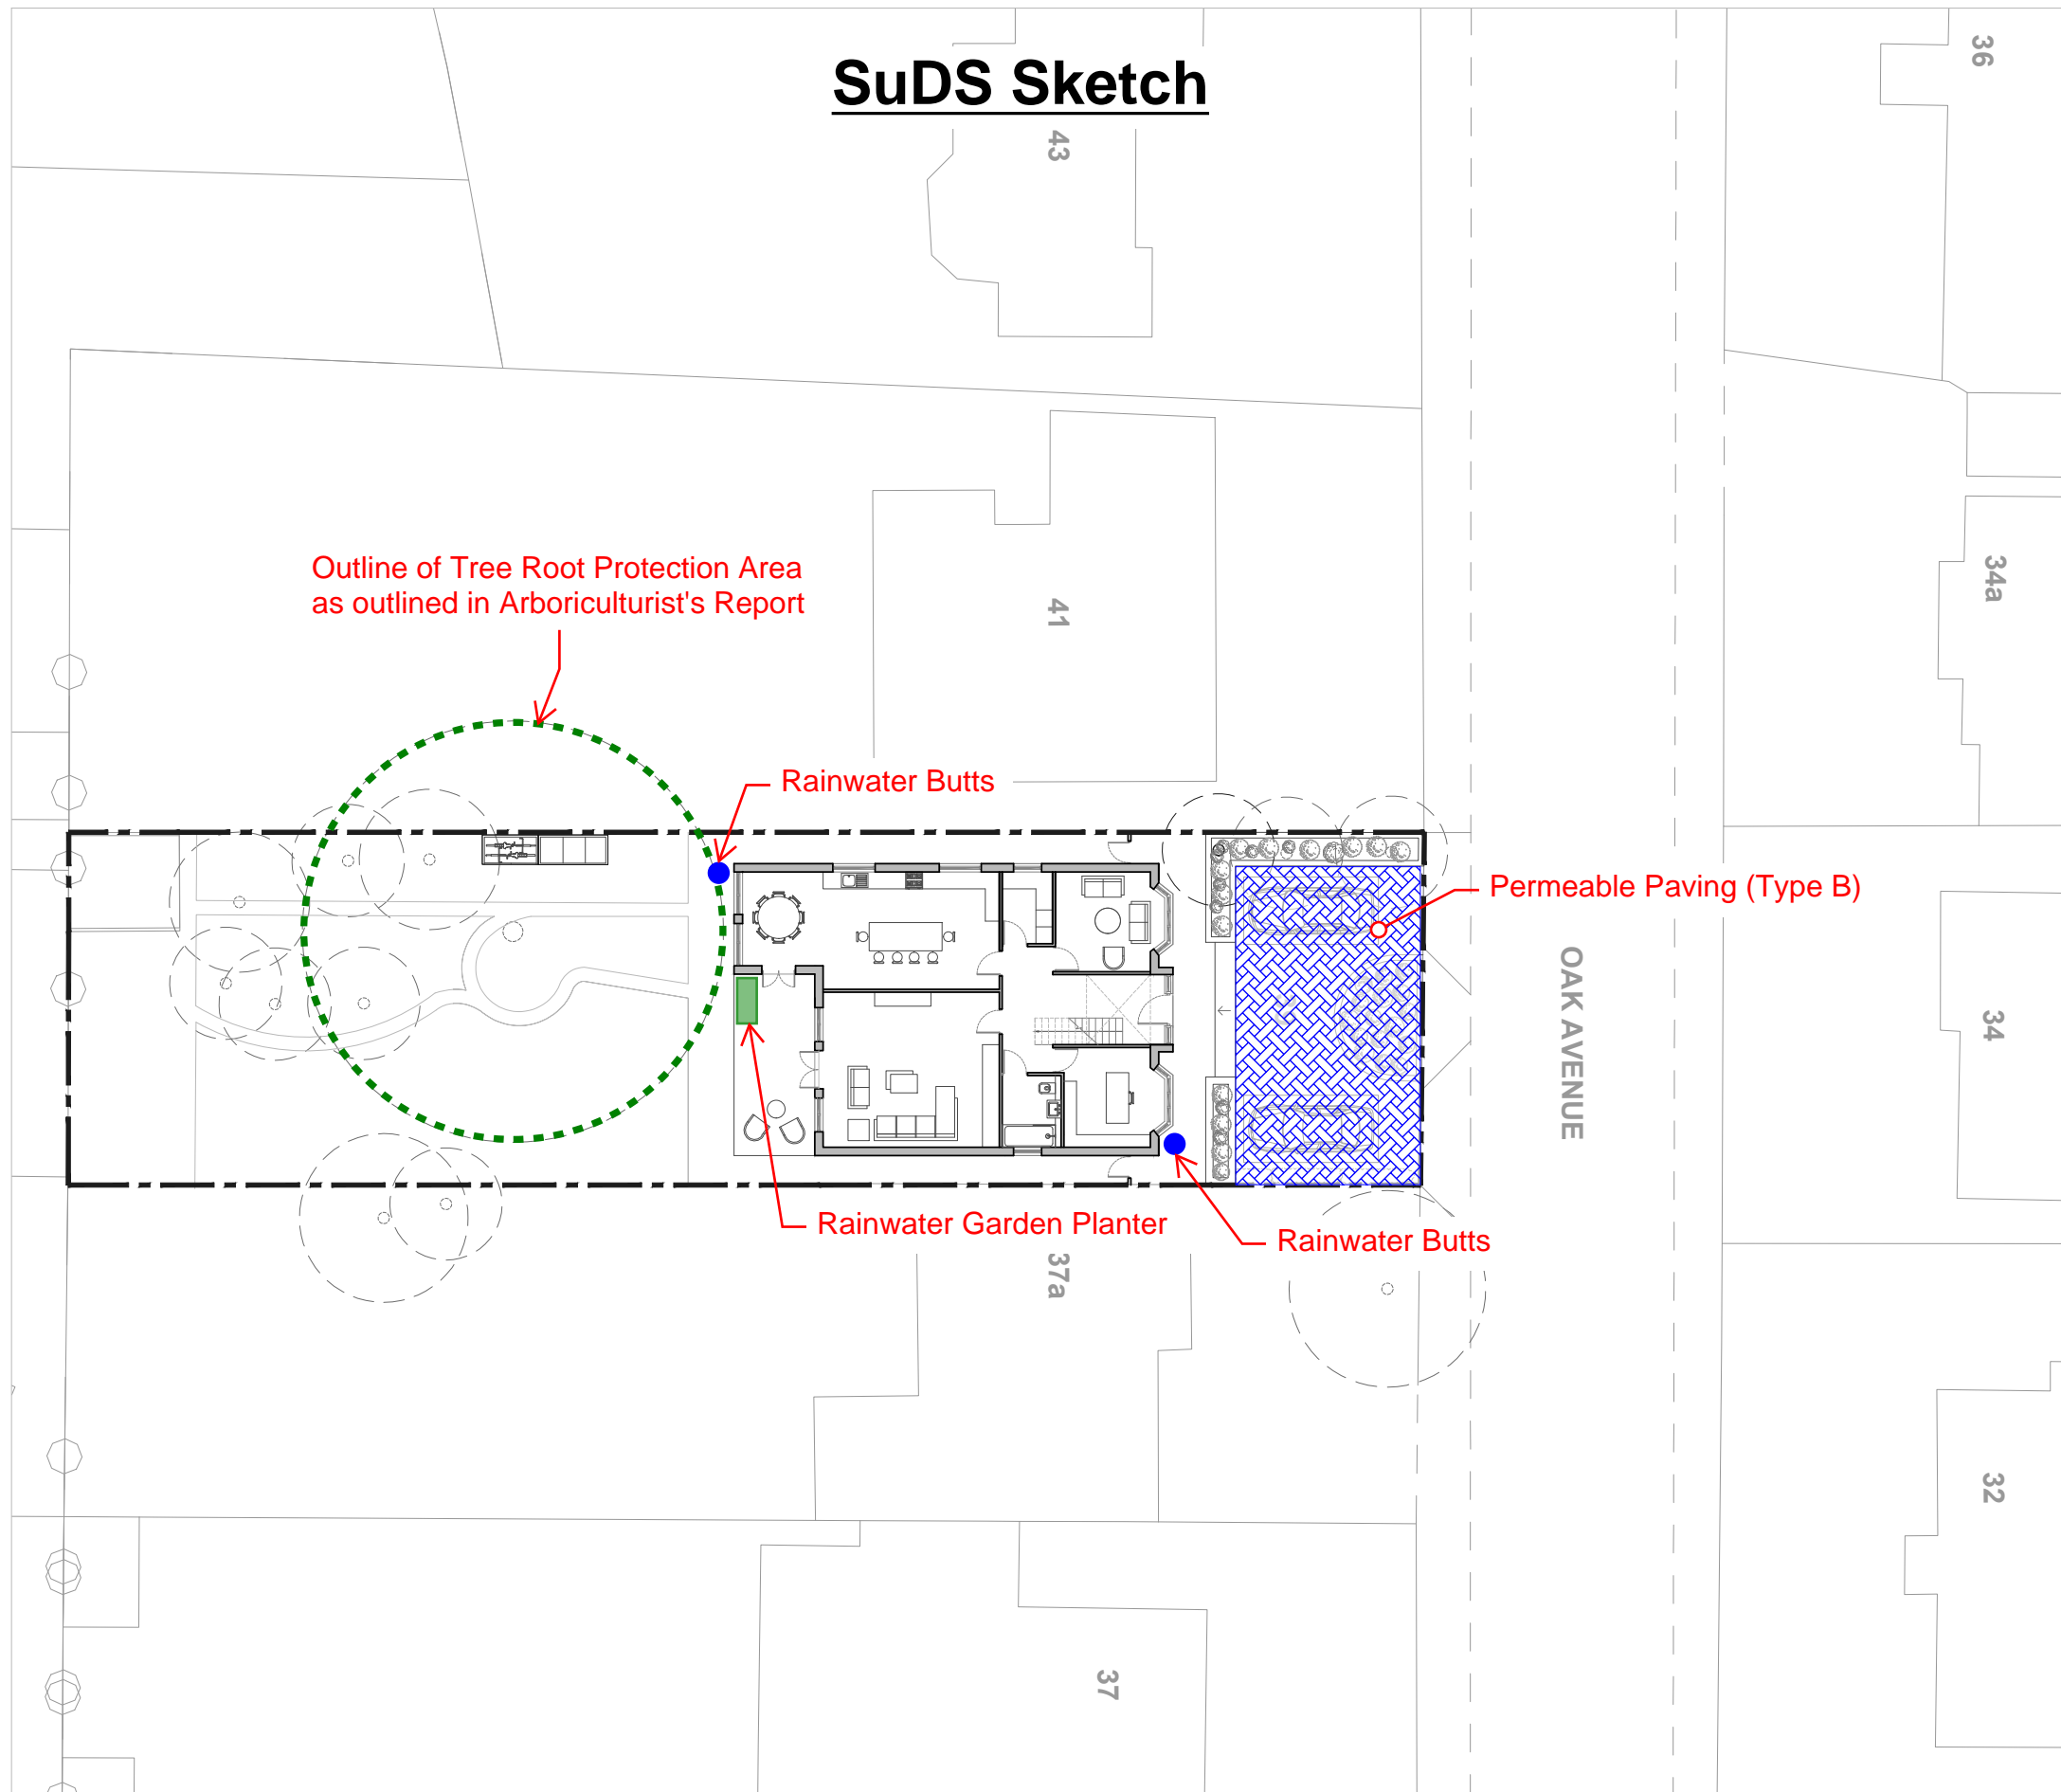 SuDS Sketch
36
43
34a
Outline of Tree Root Protection Area
as outlined in Arboriculturist's Report
41
Rainwater Butts
Permeable Paving (Type B)
OAK AVENUE
34
Rainwater Garden Planter
Rainwater Butts
37a
32
37